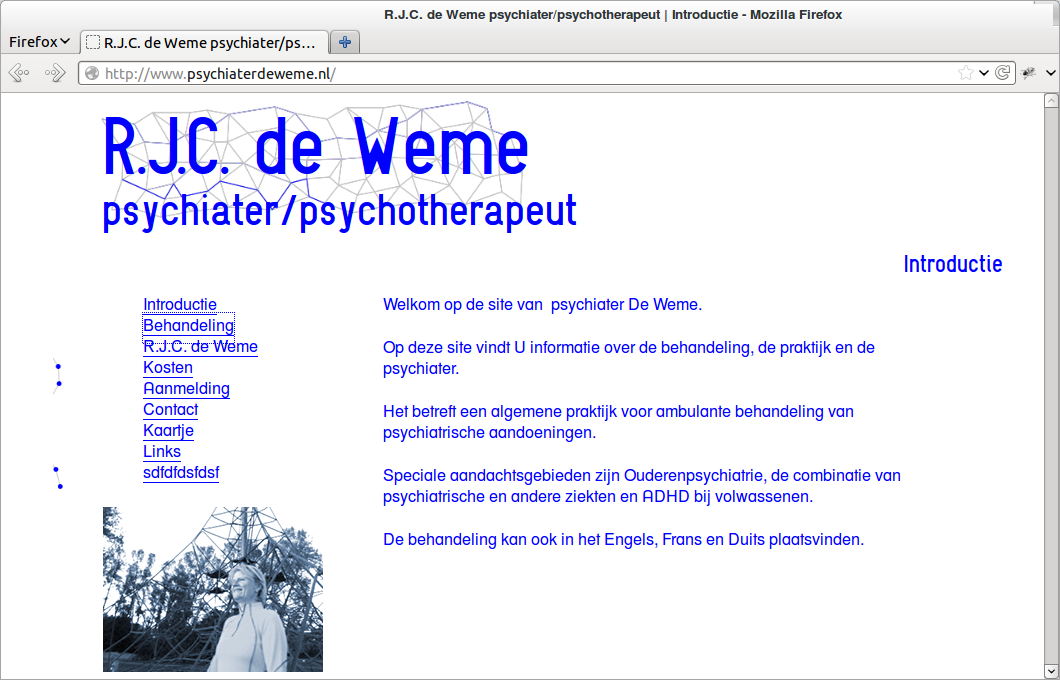 R.J.C. de Weme psychiater/psychotherapeut | Introductie - Mozilla Firefox
Firefox
R.J.C. de Weme psychiater/ps...
http://www.psychiaterdeweme.nl/
R.J.C. de Weme
psychiater/psychotherapeut
Introductie
Introductie
Behandeling
R.J.C. de Weme
Kosten
Aanmelding
Contact
Kaartje
Links
sdfdfdsfdsf
Welkom op de site van  psychiater De Weme.
Op deze site vindt U informatie over de behandeling, de praktijk en de
psychiater.
Het betreft een algemene praktijk voor ambulante behandeling van
psychiatrische aandoeningen.
Speciale aandachtsgebieden zijn Ouderenpsychiatrie, de combinatie van
psychiatrische en andere ziekten en ADHD bij volwassenen.
De behandeling kan ook in het Engels, Frans en Duits plaatsvinden.